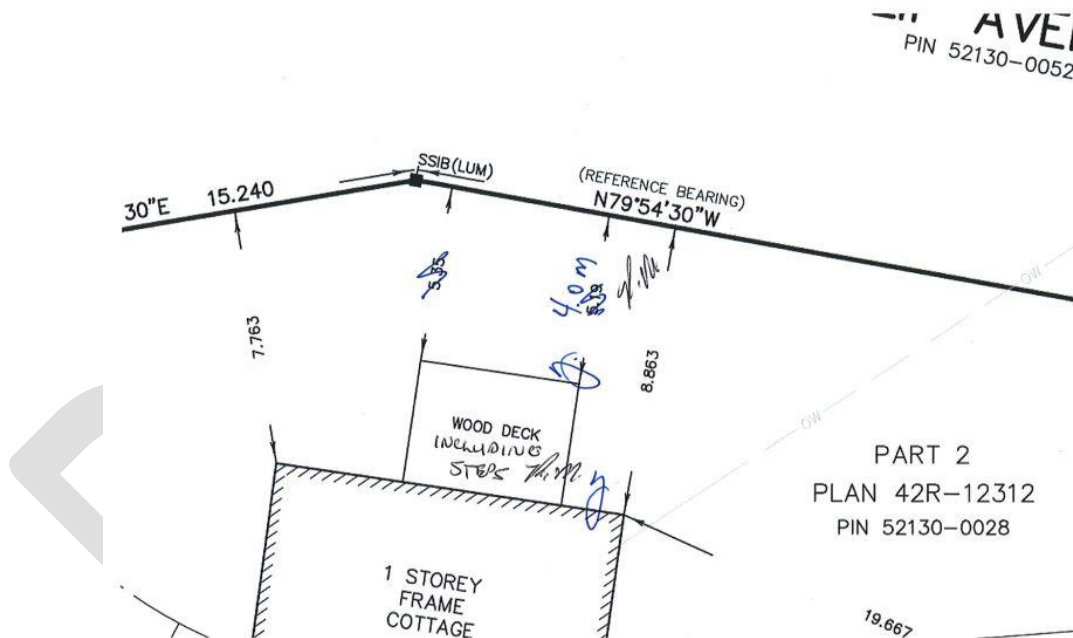 AVE
PIN 52130-0052
SSIB(LUM)
(REFERENCE BEARING)
N79°54'30"W
30"E 15.240
4.0 m
7.763
8.863
WOOD DECK
INCLUDING
STEPS
PART 2
PLAN 42R-12312
PIN 52130-0028
1 STOREY
FRAME
COTTAGE
19.667
OW
OW